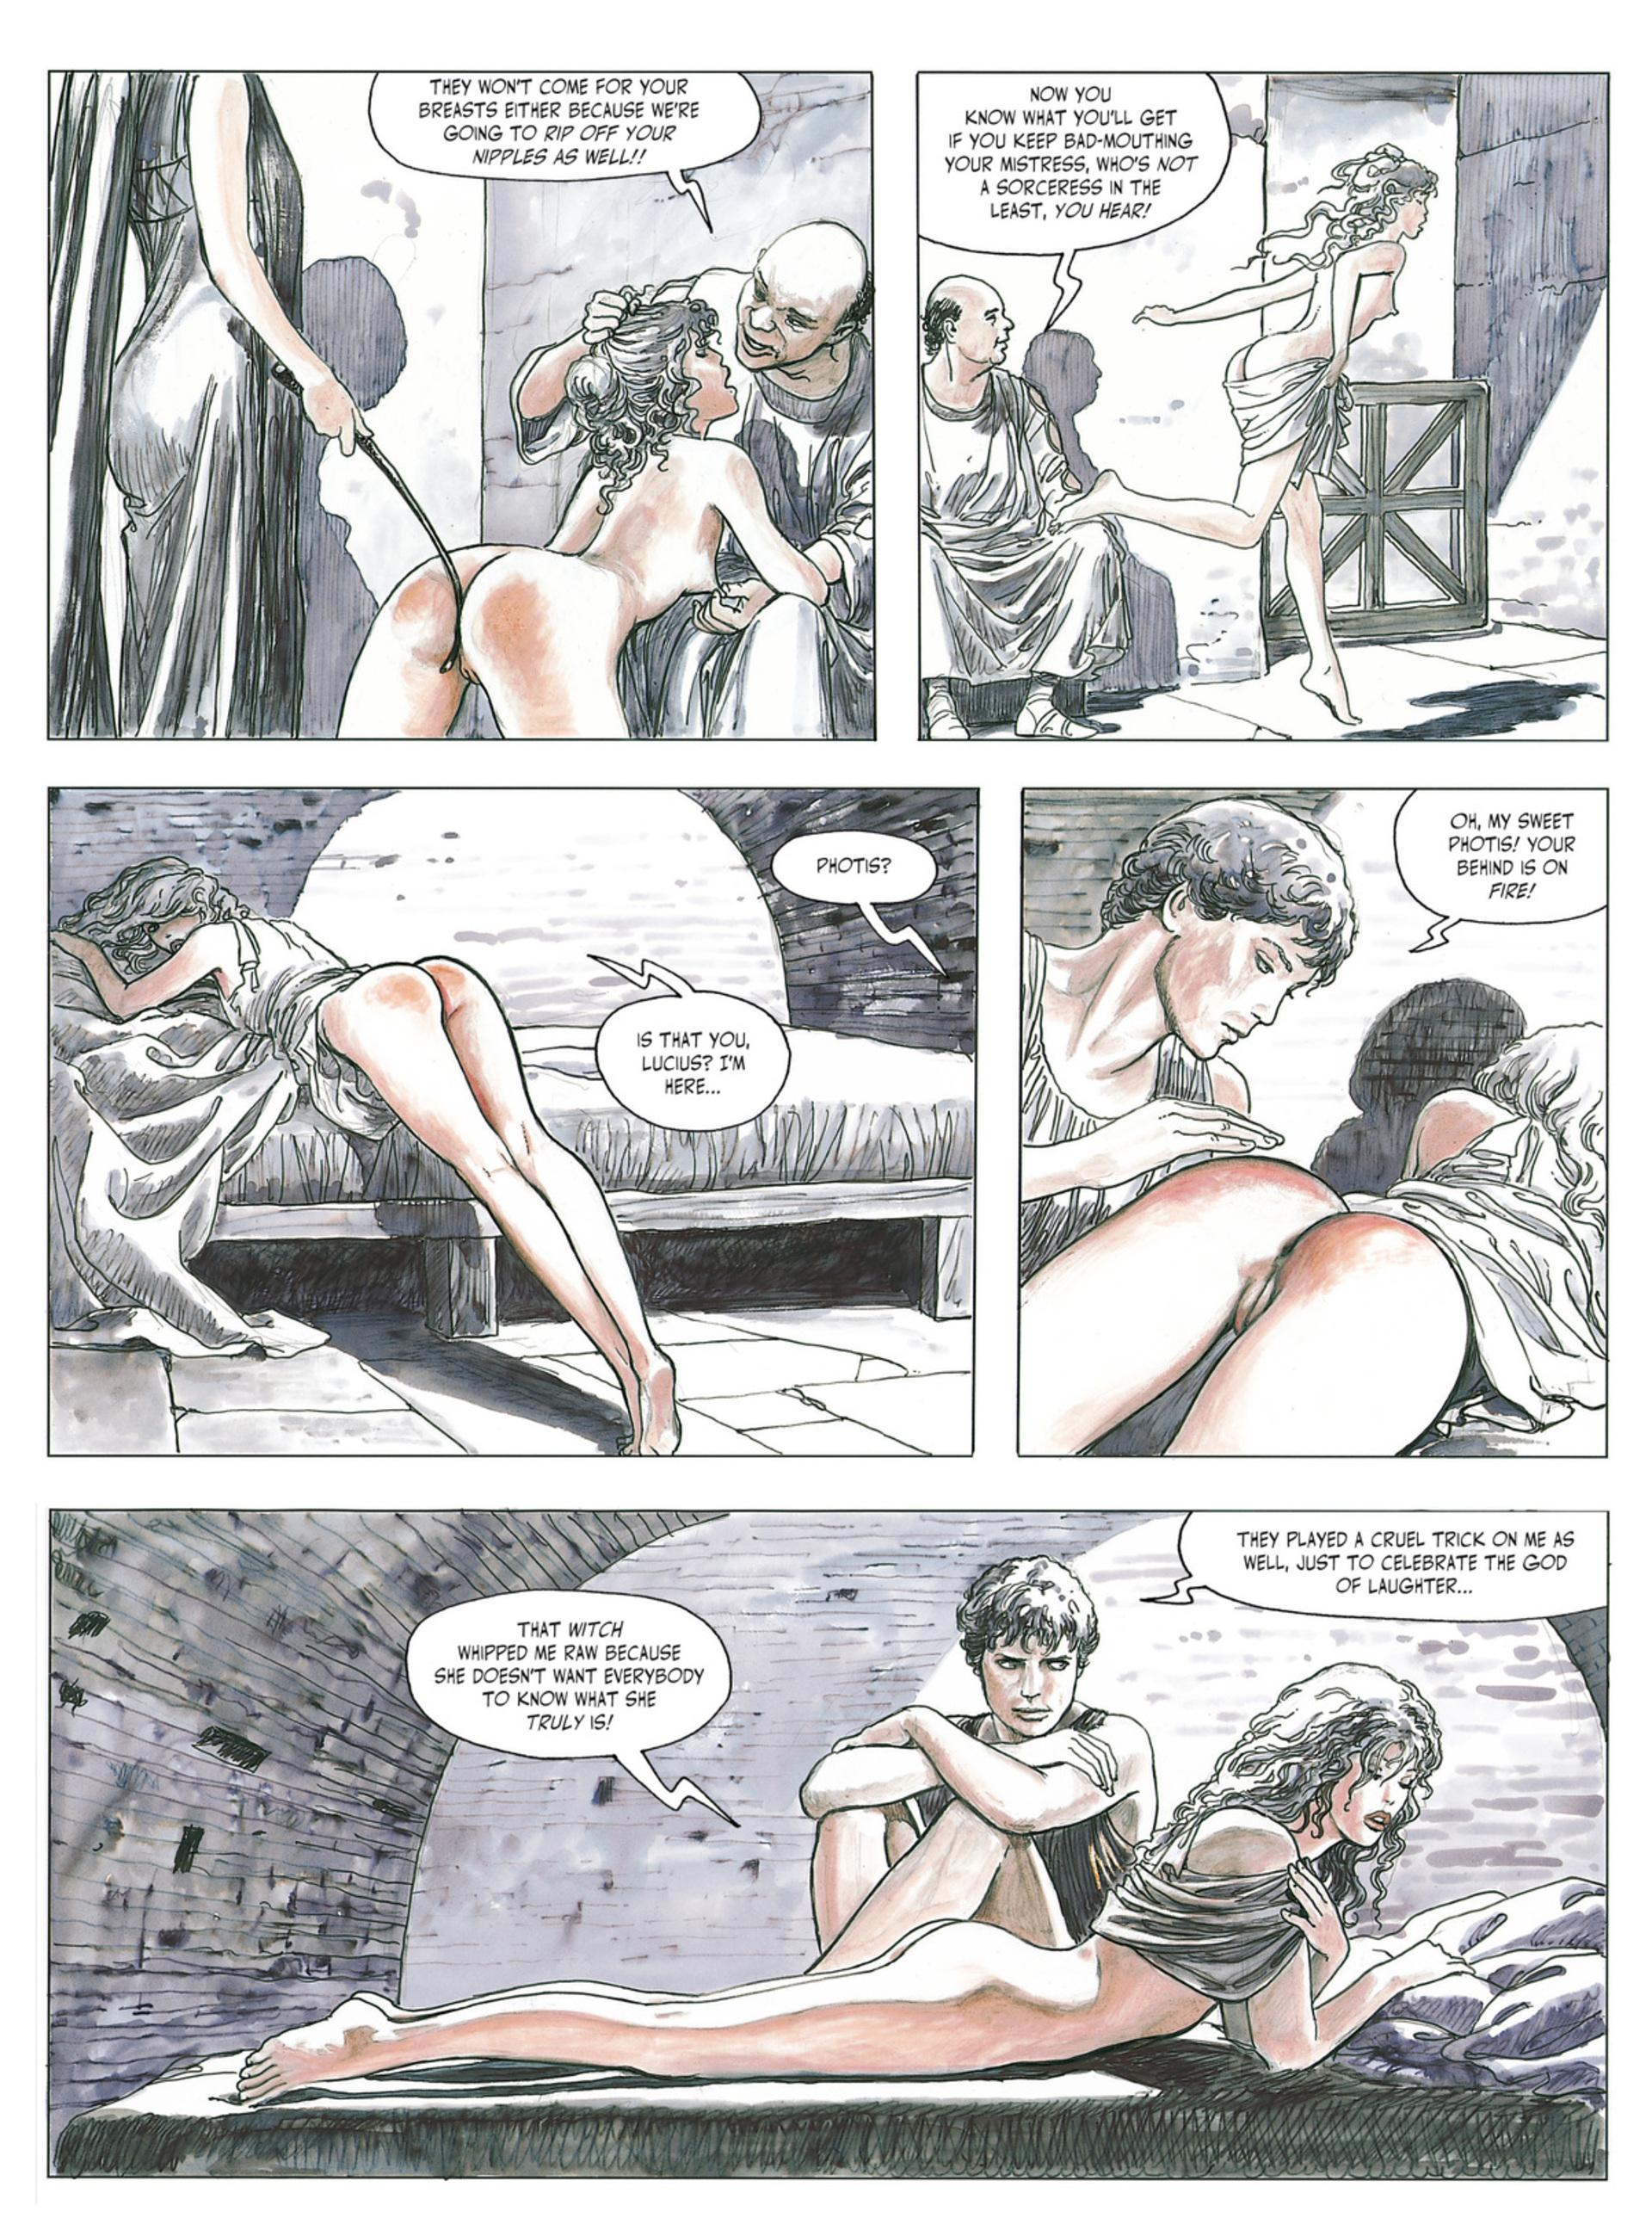 THEY WON'T COME FOR YOUR
BREASTS EITHER BECAUSE WE'RE
GOING TO RIP OFF YOUR
NIPPLES AS WELL!!
NOW YOU
KNOW WHAT YOU'LL GET
IF YOU KEEP BAD-MOUTHING
YOUR MISTRESS, WHO'S NOT
A SORCERESS IN THE
LEAST, YOU HEAR!
PHOTIS?
IS THAT YOU,
LUCIUS? I'M
HERE...
OH, MY SWEET
PHOTIS! YOUR
BEHIND IS ON
FIRE!
THAT WITCH
WHIPPED ME RAW BECAUSE
SHE DOESN'T WANT EVERYBODY
TO KNOW WHAT SHE
TRULY IS!
THEY PLAYED A CRUEL TRICK ON ME AS
WELL, JUST TO CELEBRATE THE GOD
OF LAUGHTER...